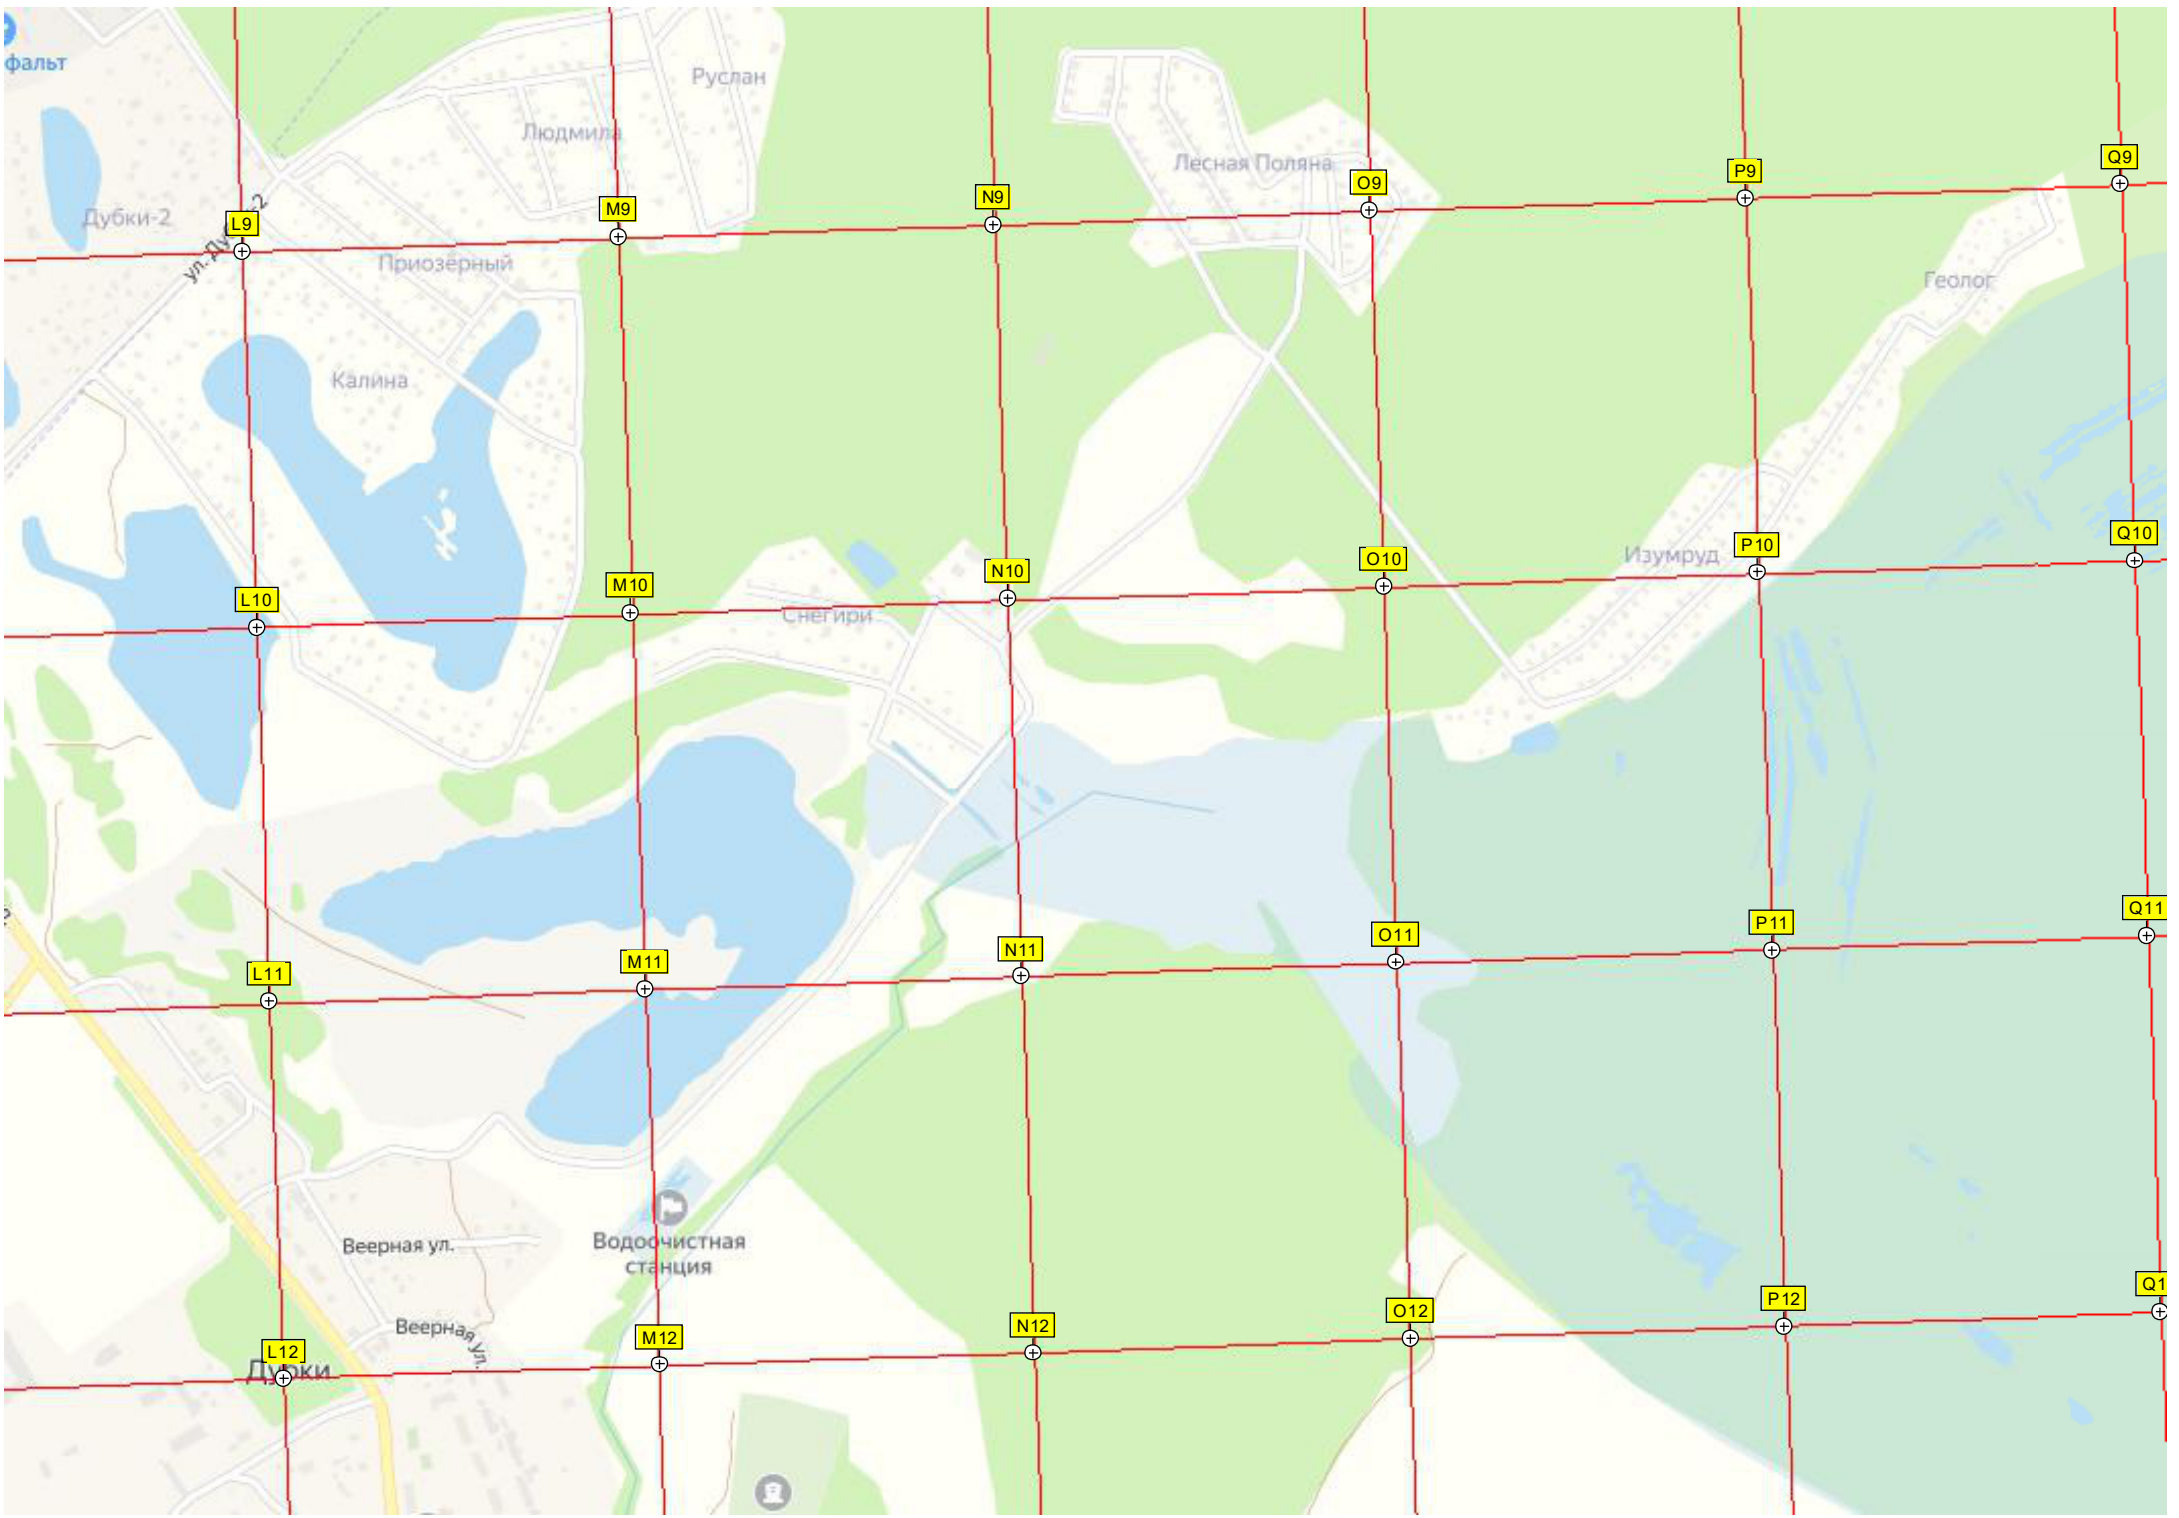 фальт
Руслан
Людмила
Лесная Поляна
Q9
P9
O9
N9
M9
L9
Дубки-2
ул. Дубки-2
Приозёрный
Геолог
Калина
Q10
P10
O10
N10
M10
L10
Изумруд
Снегири
Q11
P11
O11
N11
M11
L11
Водоочистная
станция
Веерная ул.
Веерная ул.
Q1
P12
O12
N12
M12
L12
Дубки